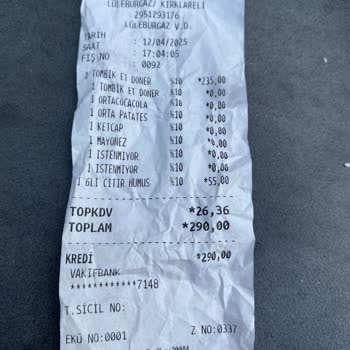 LÜLEBURGAZ/ KIRKLARELİ
2951293176
LÜLEBURGAZ V.D.
TARİH : 12/04/2025
SAAT : 17:04:05
FİŞ NO : 0092
1 TOMBIK ET DONER %10 *235,00
1 TOMBIK ET DONER %10 *0,00
1 ORTACOCACOLA %10 *0,00
1 ORTA PATATES %10 *0,00
1 KETCAP %10 *0,00
1 MAYONEZ %10 *0,00
1 ISTENMIYOR %10 *0,00
1 ISTENMIYOR %10 *0,00
1 6LI CITIR HUMUS %10 *55,00
TOPKDV *26,36
TOPLAM *290,00
KREDİ *290,00
VAKIFBANK
************7148
T.SİCİL NO:
EKÜ NO:0001 Z NO:0337